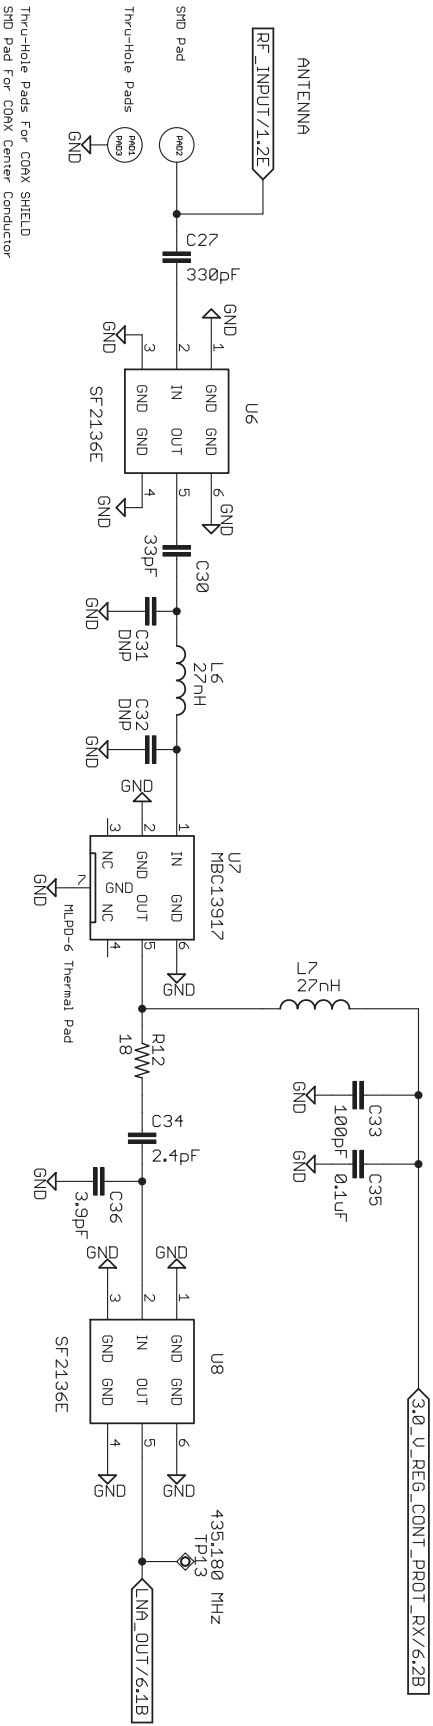 ANTENNA
RF_INPUT/1.2E
SMD Pad
PAD2
Thru-Hole Pads
PAD1
PAD3
GND
Thru-Hole Pads For COAX SHIELD
SMD Pad For COAX Center Conductor
C27
330pF
GND
GND
1
2
3
U6
GND GND
IN OUT
GND GND
SF2136E
6
5
4
GND
GND
C30
33pF
C31
DNP
GND
L6
27nH
C32
DNP
GND
GND
1
2
3
U7
MBC13917
IN GND
GND OUT
NC NC
GND
7
GND
MLPD-6 Thermal Pad
6
5
4
GND
L7
27nH
R12
18
C33
100pF
GND
C35
0.1uF
GND
3.0_V_REG_CONT_PROT_RX/6.2B
C34
2.4pF
C36
3.9pF
GND
GND
GND
1
2
3
U8
GND GND
IN OUT
GND GND
SF2136E
6
5
4
GND
GND
435.180 MHz
TP13
LNA_OUT/6.1B